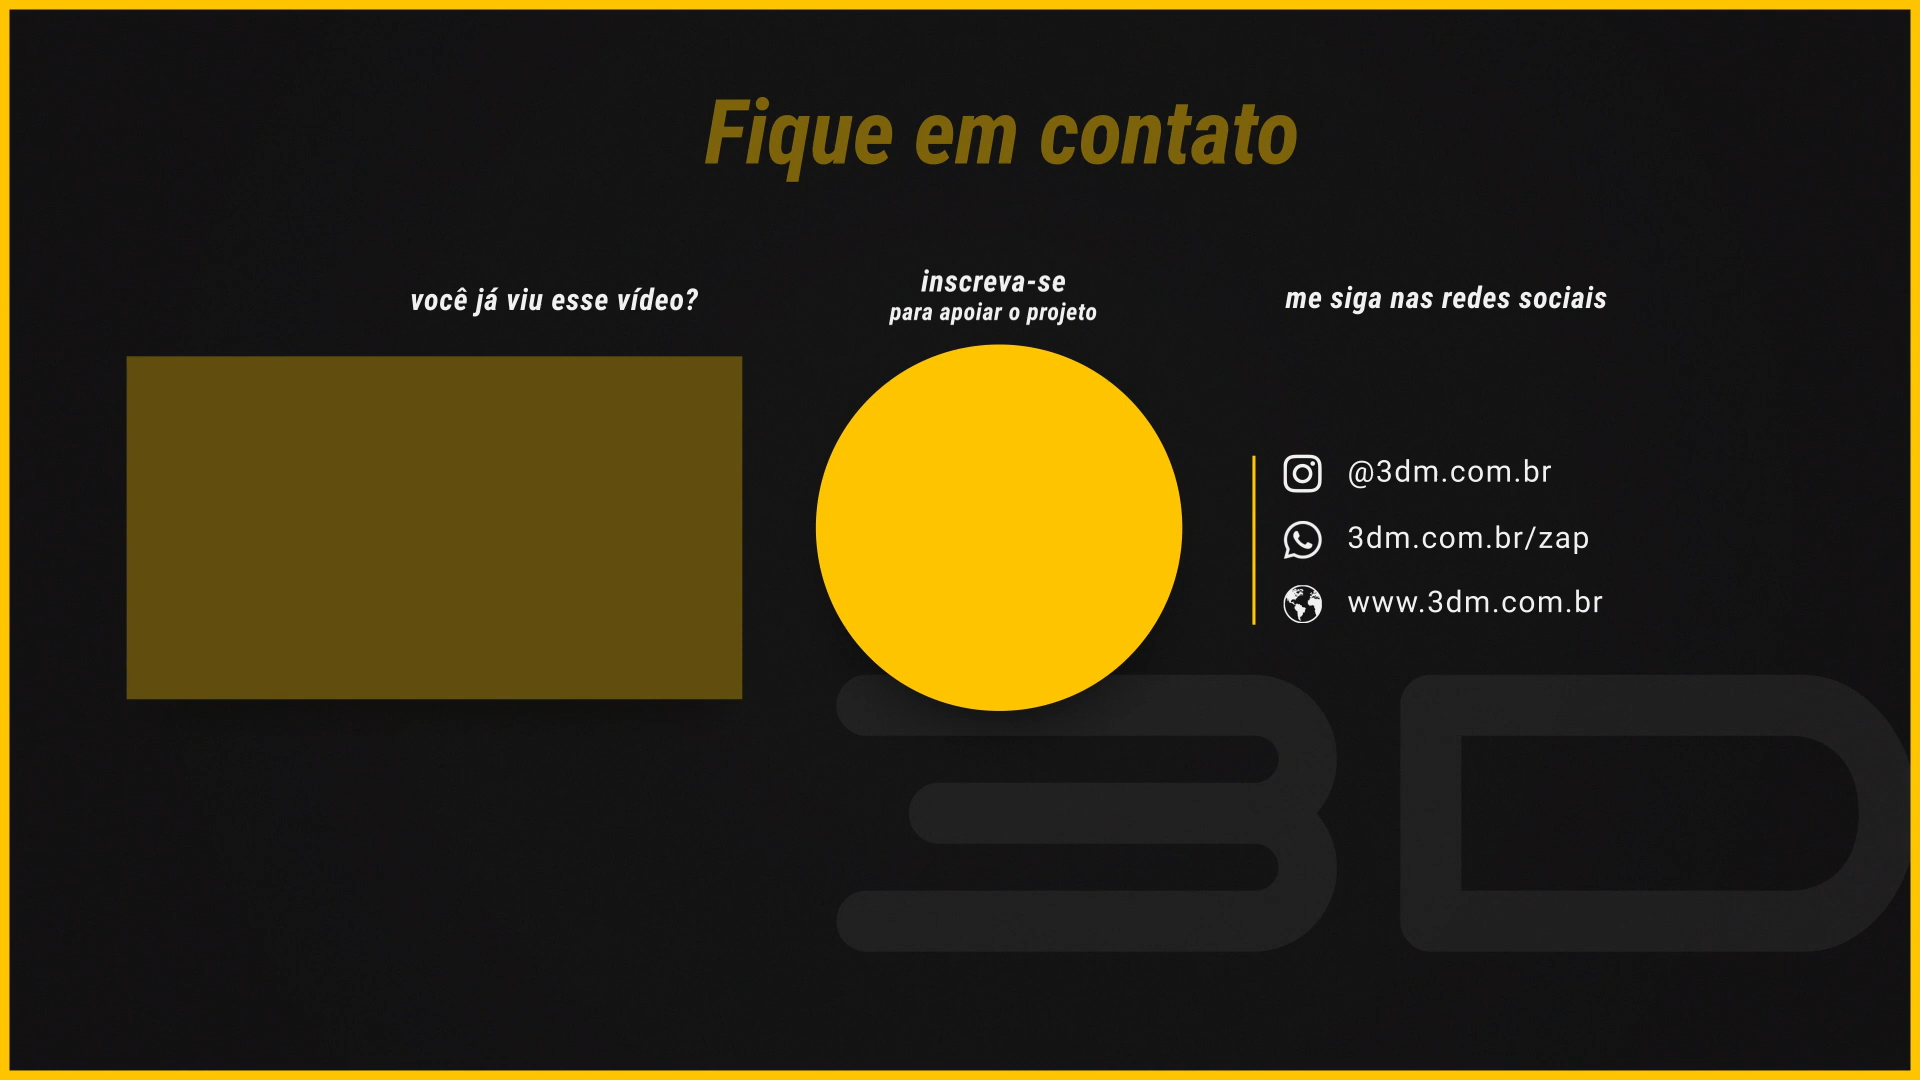 Fique em contato
você já viu esse vídeo?
inscreva-se
para apoiar o projeto
me siga nas redes sociais
@3dm.com.br
3dm.com.br/zap
www.3dm.com.br
3D